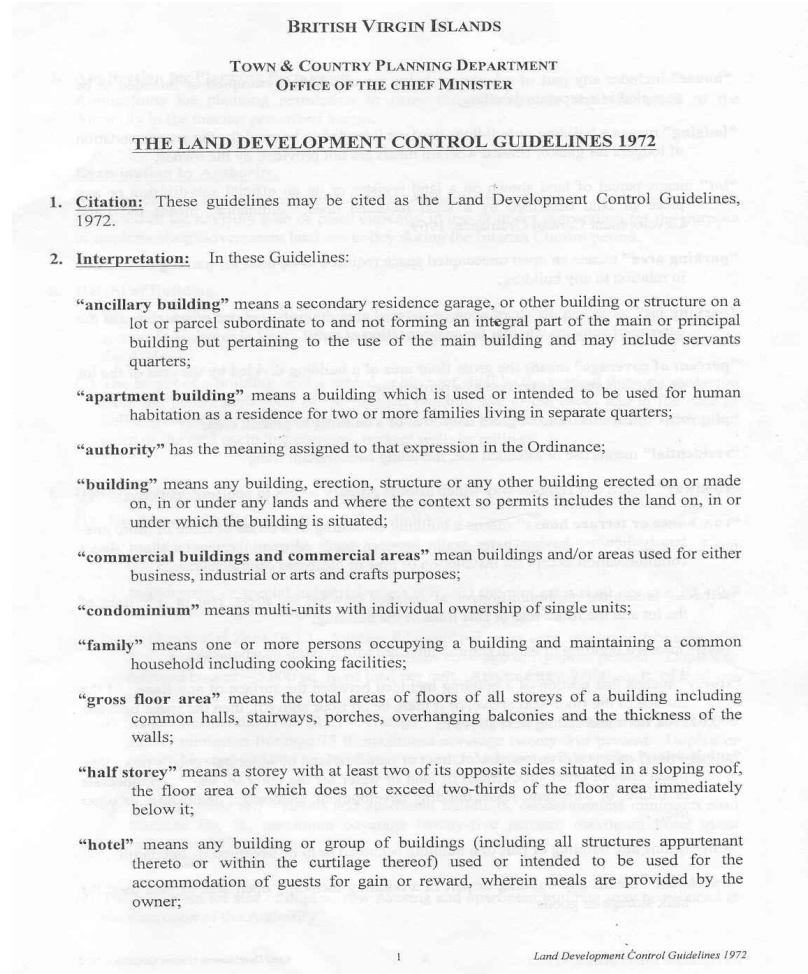 BRITISH VIRGIN ISLANDS
TOWN & COUNTRY PLANNING DEPARTMENT
OFFICE OF THE CHIEF MINISTER
THE LAND DEVELOPMENT CONTROL GUIDELINES 1972
1. Citation: These guidelines may be cited as the Land Development Control Guidelines,
1972.
2. Interpretation: In these Guidelines:
“ancillary building” means a secondary residence garage, or other building or structure on a
lot or parcel subordinate to and not forming an integral part of the main or principal
building but pertaining to the use of the main building and may include servants
quarters;
“apartment building” means a building which is used or intended to be used for human
habitation as a residence for two or more families living in separate quarters;
“authority” has the meaning assigned to that expression in the Ordinance;
“building” means any building, erection, structure or any other building erected on or made
on, in or under any lands and where the context so permits includes the land on, in or
under which the building is situated;
“commercial buildings and commercial areas” mean buildings and/or areas used for either
business, industrial or arts and crafts purposes;
“condominium” means multi-units with individual ownership of single units;
“family” means one or more persons occupying a building and maintaining a common
household including cooking facilities;
“gross floor area” means the total areas of floors of all storeys of a building including
common halls, stairways, porches, overhanging balconies and the thickness of the
walls;
“half storey” means a storey with at least two of its opposite sides situated in a sloping roof,
the floor area of which does not exceed two-thirds of the floor area immediately
below it;
“hotel” means any building or group of buildings (including all structures appurtenant
thereto or within the curtilage thereof) used or intended to be used for the
accommodation of guests for gain or reward, wherein meals are provided by the
owner;
1 Land Development Control Guidelines 1972